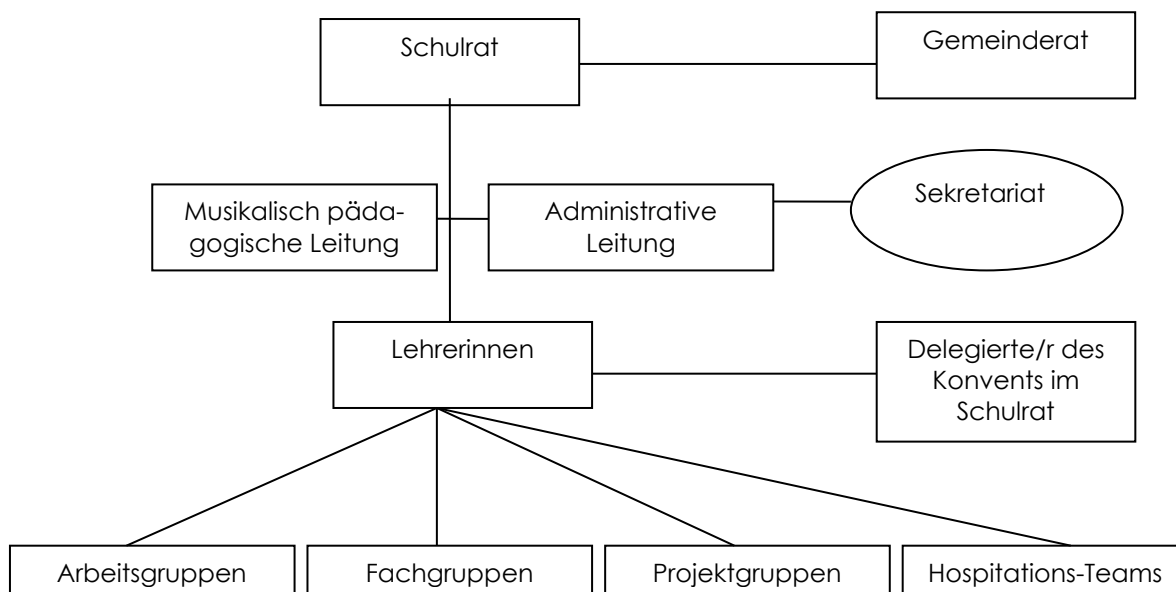 Schulrat
Gemeinderat
Musikalisch päda-
gogische Leitung
Administrative
Leitung
Sekretariat
Lehrerinnen
Delegierte/r des
Konvents im
Schulrat
Arbeitsgruppen
Fachgruppen
Projektgruppen
Hospitations-Teams